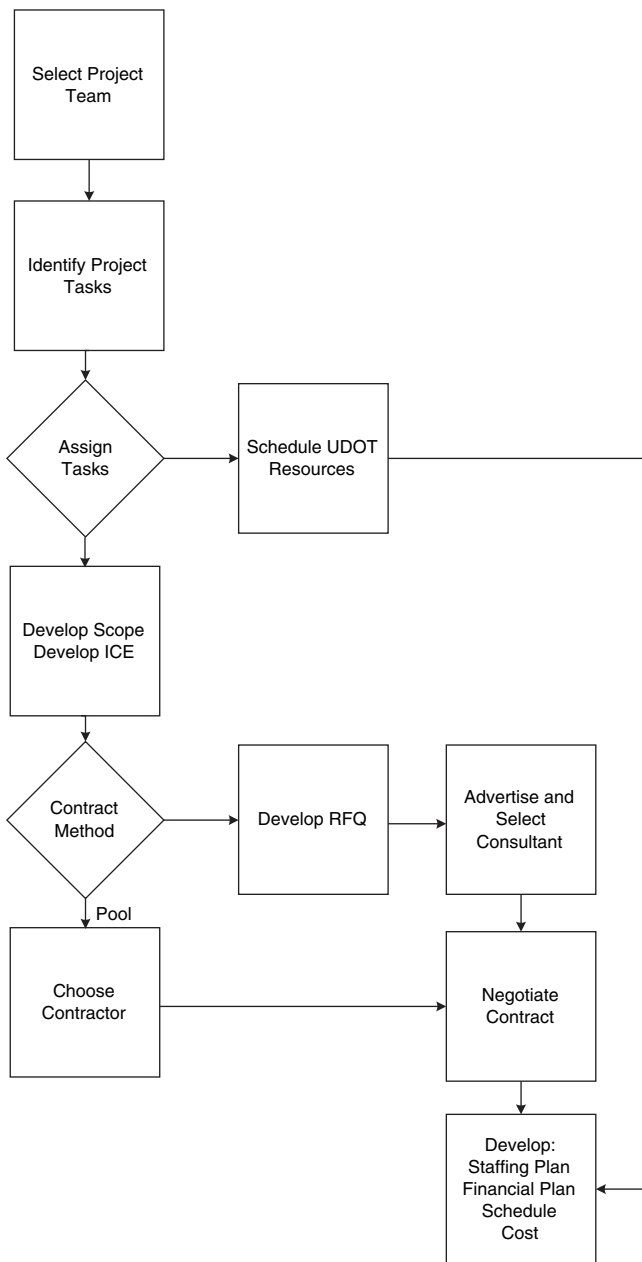 Select Project
Team
Identify Project
Tasks
Assign
Tasks
Schedule UDOT
Resources
Develop Scope
Develop ICE
Contract
Method
Develop RFQ
Advertise and
Select
Consultant
Pool
Choose
Contractor
Negotiate
Contract
Develop:
Staffing Plan
Financial Plan
Schedule
Cost